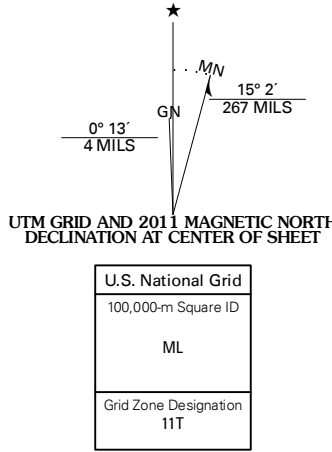 ★
MN
GN
15° 2´
267 MILS
0° 13´
4 MILS
UTM GRID AND 2011 MAGNETIC NORTH
DECLINATION AT CENTER OF SHEET
U.S. National Grid
100,000-m Square ID
ML
Grid Zone Designation
11T